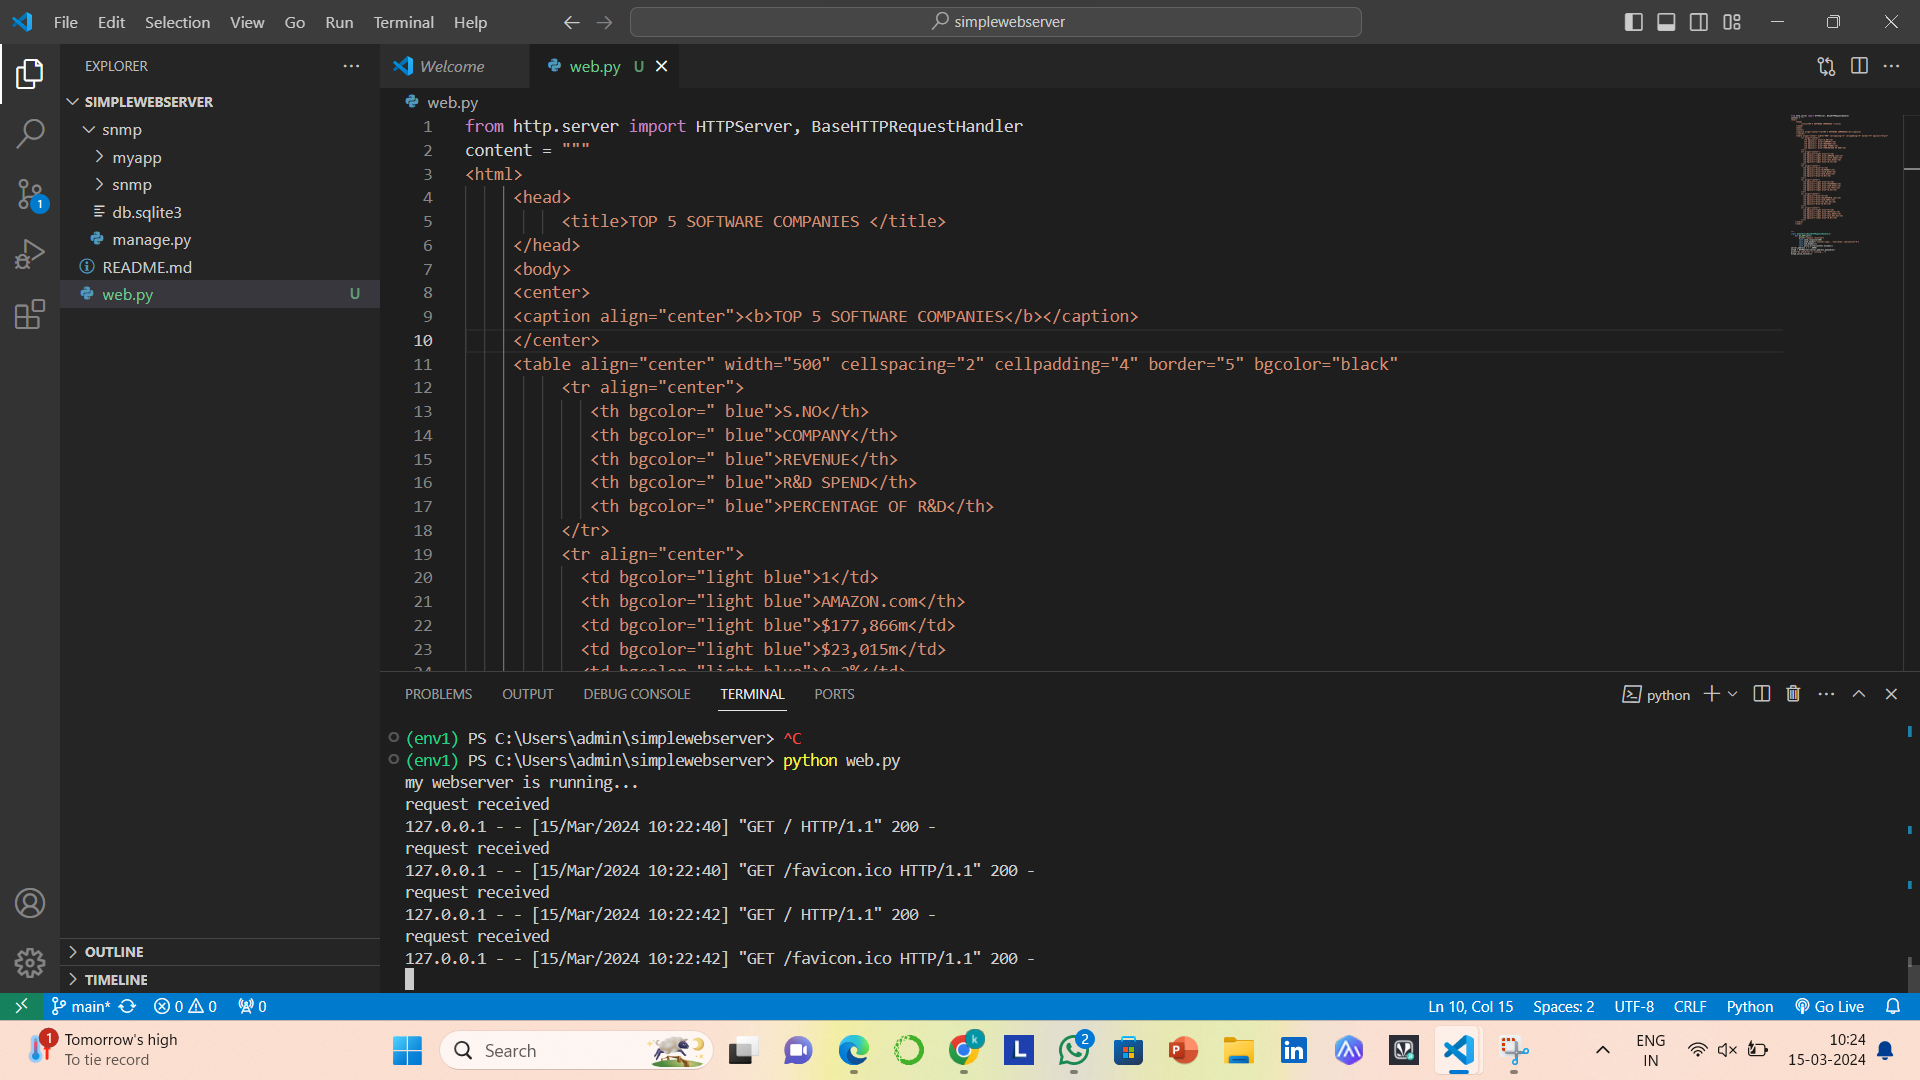 File Edit Selection View Go Run Terminal Help
simplewebserver
EXPLORER
SIMPLEWEBSERVER
snmp
myapp
snmp
db.sqlite3
manage.py
README.md
web.py U
OUTLINE
TIMELINE
1
Welcome
web.py U
web.py
1 from http.server import HTTPServer, BaseHTTPRequestHandler
2 content = """
3 <html>
4 <head>
5 <title>TOP 5 SOFTWARE COMPANIES </title>
6 </head>
7 <body>
8 <center>
9 <caption align="center"><b>TOP 5 SOFTWARE COMPANIES</b></caption>
10 </center>
11 <table align="center" width="500" cellspacing="2" cellpadding="4" border="5" bgcolor="black"
12 <tr align="center">
13 <th bgcolor=" blue">S.NO</th>
14 <th bgcolor=" blue">COMPANY</th>
15 <th bgcolor=" blue">REVENUE</th>
16 <th bgcolor=" blue">R&D SPEND</th>
17 <th bgcolor=" blue">PERCENTAGE OF R&D</th>
18 </tr>
19 <tr align="center">
20 <td bgcolor="light blue">1</td>
21 <th bgcolor="light blue">AMAZON.com</th>
22 <td bgcolor="light blue">$177,866m</td>
23 <td bgcolor="light blue">$23,015m</td>
PROBLEMS OUTPUT DEBUG CONSOLE TERMINAL PORTS
python
(env1) PS C:\Users\admin\simplewebserver> ^C
(env1) PS C:\Users\admin\simplewebserver> python web.py
my webserver is running...
request received
127.0.0.1 - - [15/Mar/2024 10:22:40] "GET / HTTP/1.1" 200 -
request received
127.0.0.1 - - [15/Mar/2024 10:22:40] "GET /favicon.ico HTTP/1.1" 200 -
request received
127.0.0.1 - - [15/Mar/2024 10:22:42] "GET / HTTP/1.1" 200 -
request received
127.0.0.1 - - [15/Mar/2024 10:22:42] "GET /favicon.ico HTTP/1.1" 200 -
main* 0 0 0
Ln 10, Col 15 Spaces: 2 UTF-8 CRLF Python Go Live
1
Tomorrow's high
To tie record
Search
k
L
2
P
in
ENG
IN
10:24
15-03-2024